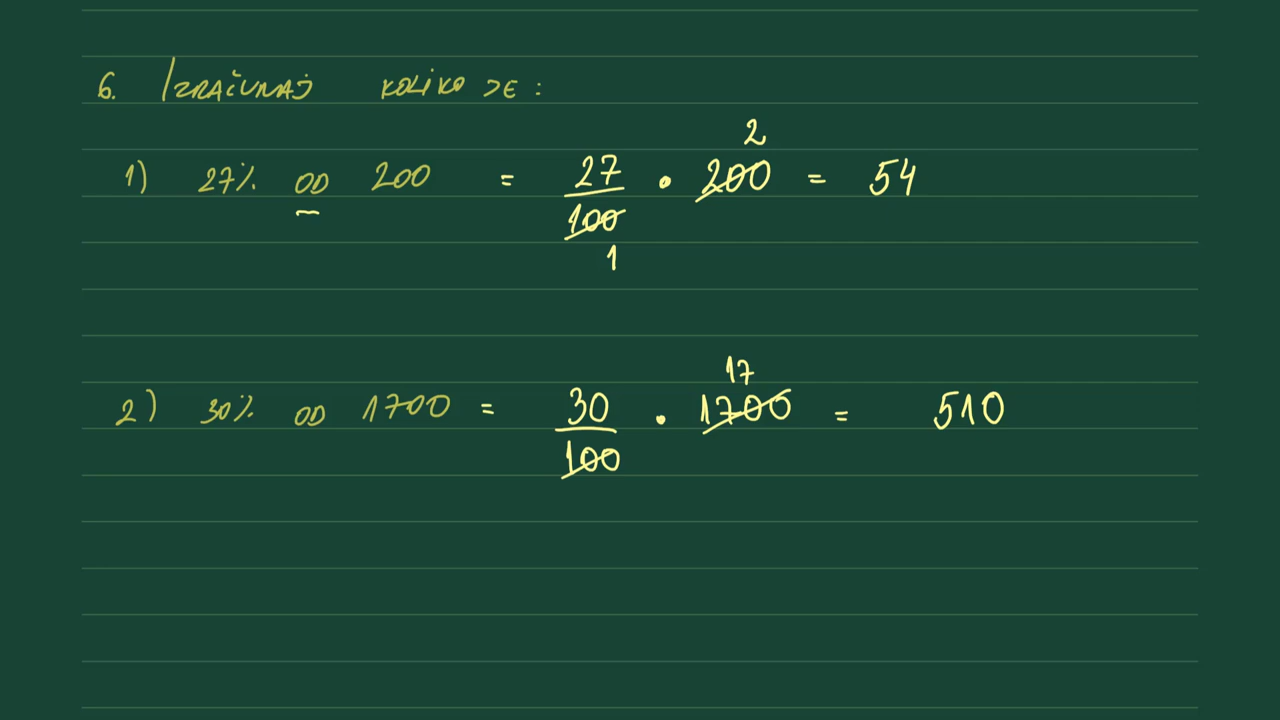 6. IZRAČUNAJ KOLIKO JE :
1) 27% OD 200 = 27/100 · 200 = 54
2
1
2) 30% OD 1700 = 30/100 · 1700 = 510
17